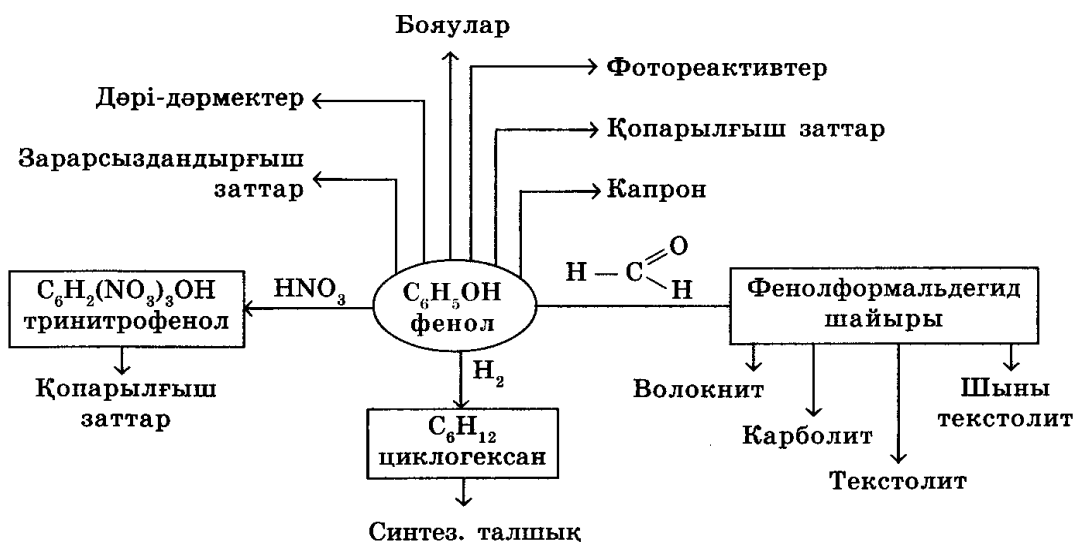 Бояулар
Фотореактивтер
Дәрі-дәрмектер
Қопарылғыш заттар
Зарарсыздандырғыш
заттар
Капрон
H – C
O
H
C₆H₂(NO₃)₃OH
тринитрофенол
HNO₃
C₆H₅OH
фенол
Фенолформальдегид
шайыры
Қопарылғыш
заттар
H₂
Волокнит
Шыны
текстолит
C₆H₁₂
циклогексан
Карболит
Текстолит
Синтез. талшық